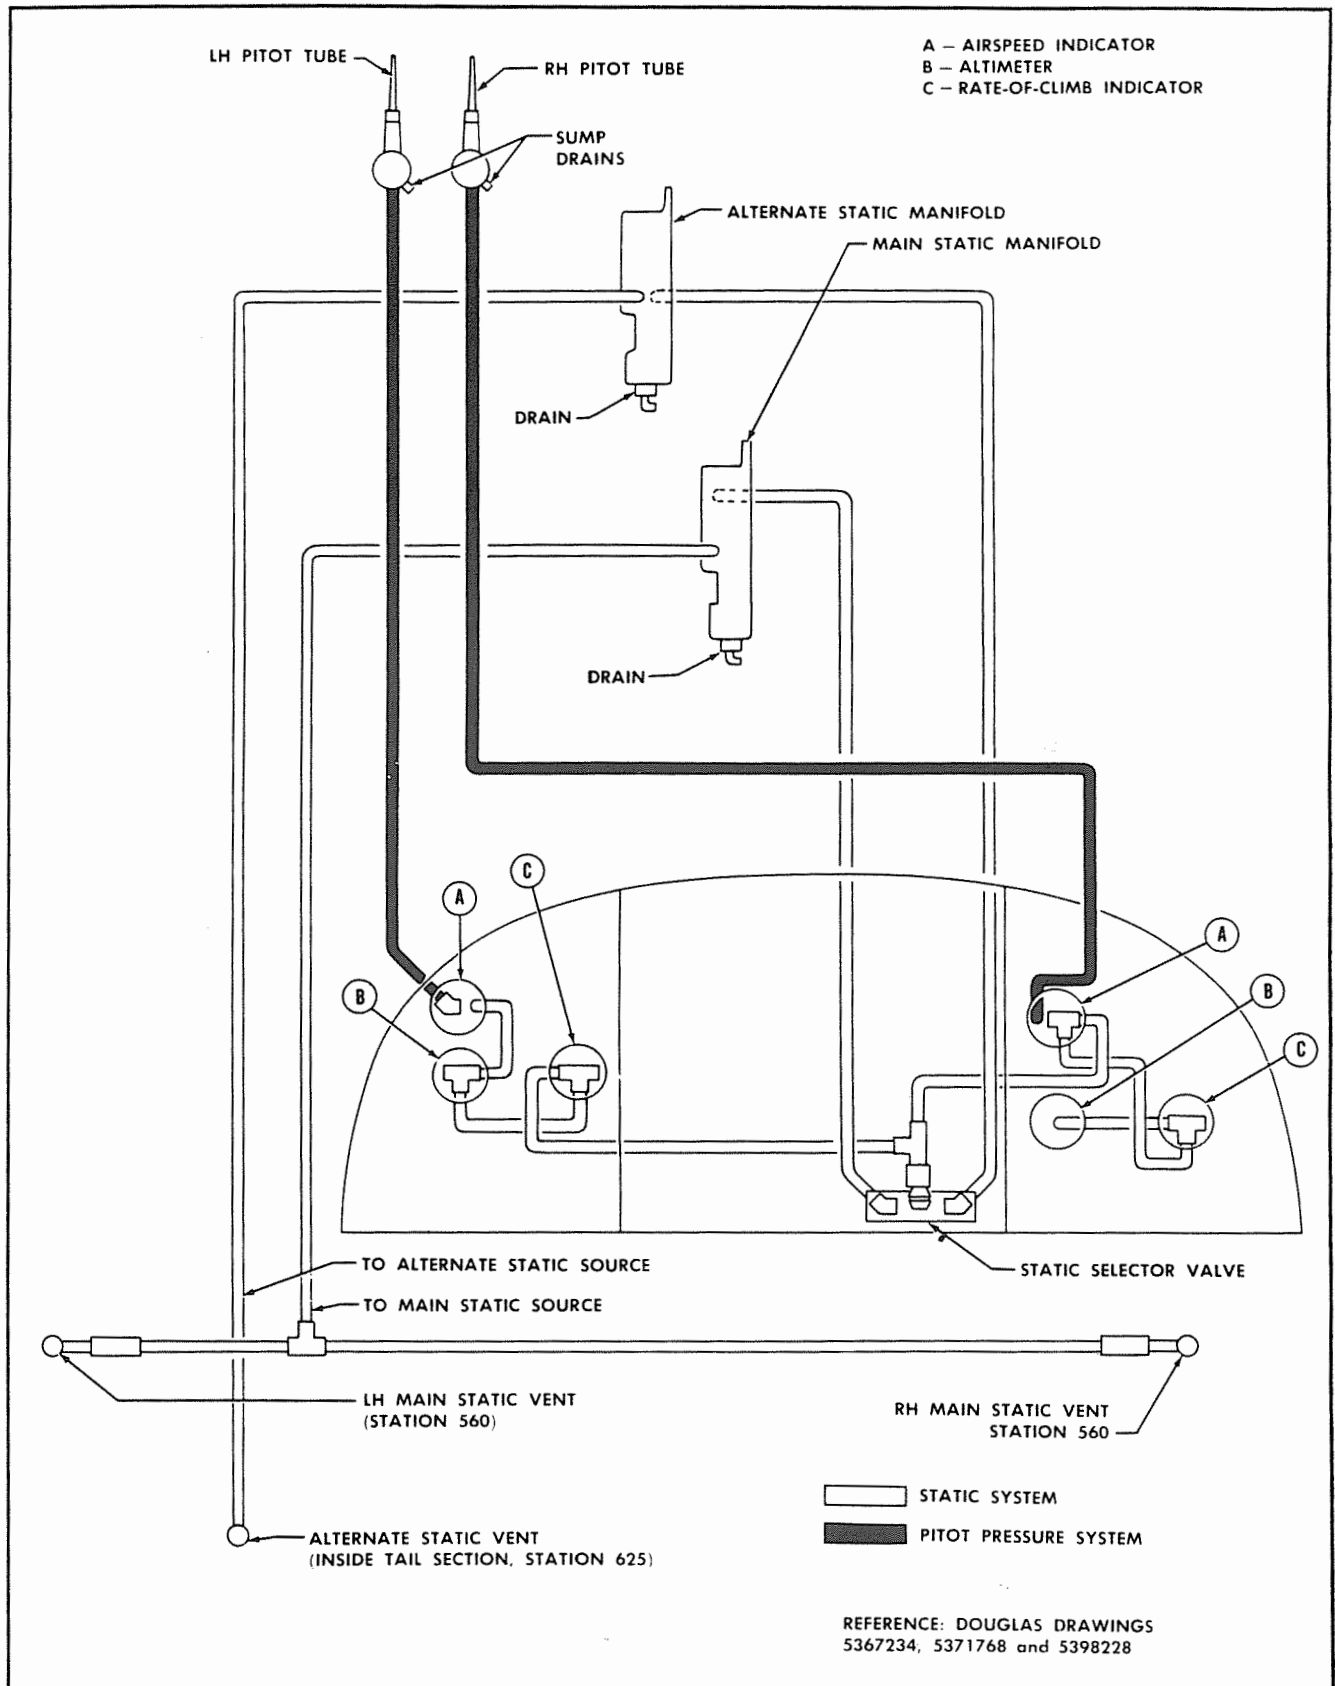 LH PITOT TUBE
RH PITOT TUBE
A – AIRSPEED INDICATOR
B – ALTIMETER
C – RATE-OF-CLIMB INDICATOR
SUMP
DRAINS
ALTERNATE STATIC MANIFOLD
MAIN STATIC MANIFOLD
DRAIN
DRAIN
C
A
B
C
A
B
C
STATIC SELECTOR VALVE
TO ALTERNATE STATIC SOURCE
TO MAIN STATIC SOURCE
LH MAIN STATIC VENT
(STATION 560)
RH MAIN STATIC VENT
STATION 560
STATIC SYSTEM
PITOT PRESSURE SYSTEM
ALTERNATE STATIC VENT
(INSIDE TAIL SECTION, STATION 625)
REFERENCE: DOUGLAS DRAWINGS
5367234, 5371768 and 5398228